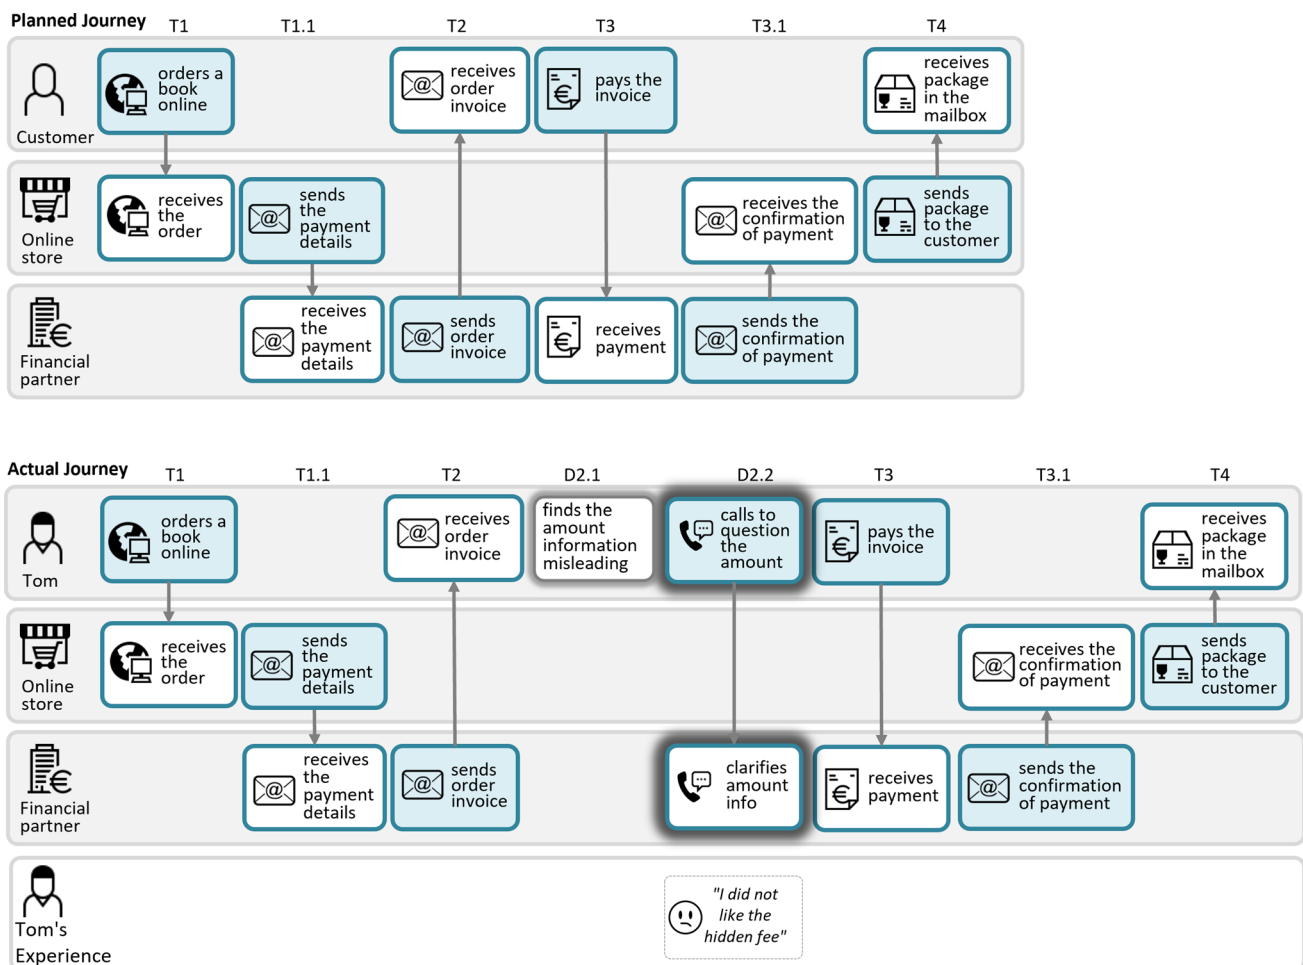 Planned Journey
T1
T1.1
T2
T3
T3.1
T4
Customer
orders a
book
online
receives
order
invoice
pays the
invoice
receives
package
in the
mailbox
Online
store
receives
the
order
@
sends
the
payment
details
@
receives the
confirmation
of payment
sends
package
to the
customer
Financial
partner
@
receives
the
payment
details
@
sends
order
invoice
€
receives
payment
@
sends the
confirmation
of payment
Actual Journey
T1
T1.1
T2
D2.1
D2.2
T3
T3.1
T4
Tom
orders a
book
online
@
receives
order
invoice
finds the
amount
information
misleading
calls to
question
the
amount
€
pays the
invoice
receives
package
in the
mailbox
Online
store
receives
the
order
@
sends
the
payment
details
@
receives the
confirmation
of payment
sends
package
to the
customer
Financial
partner
@
receives
the
payment
details
@
sends
order
invoice
clarifies
amount
info
€
receives
payment
@
sends the
confirmation
of payment
Tom's
Experience
"I did not
like the
hidden fee"